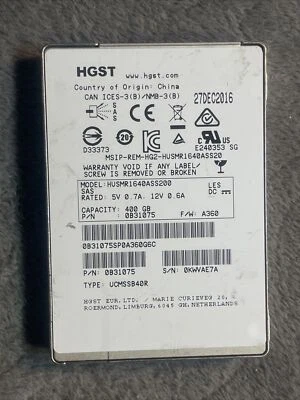 HGST
www.hgst.com
Country of Origin: China
CAN ICES-3(B)/NMB-3(B)
27DEC2016
SAS
D33373
E240353 SG
MSIP-REM-HG2-HUSMR1640ASS20
WARRANTY VOID IF ANY LABEL/
SCREW IS REMOVED OR BROKEN
MODEL:HUSMR1640ASS200 LES
SAS DC
RATED: 5V 0.7A. 12V 0.6A
CAPACITY: 400 GB
P/N: 0B31075 F/W: A360
0B31075SP0A360G6C
P/N: 0B31075 S/N: 0KWVAE7A
TYPE: UCMSSB40R
HGST EUR. LTD. / MARIE CURIEVEG 20,
ROERMOND, LIMBURG, 6045 GH, NETHERLANDS